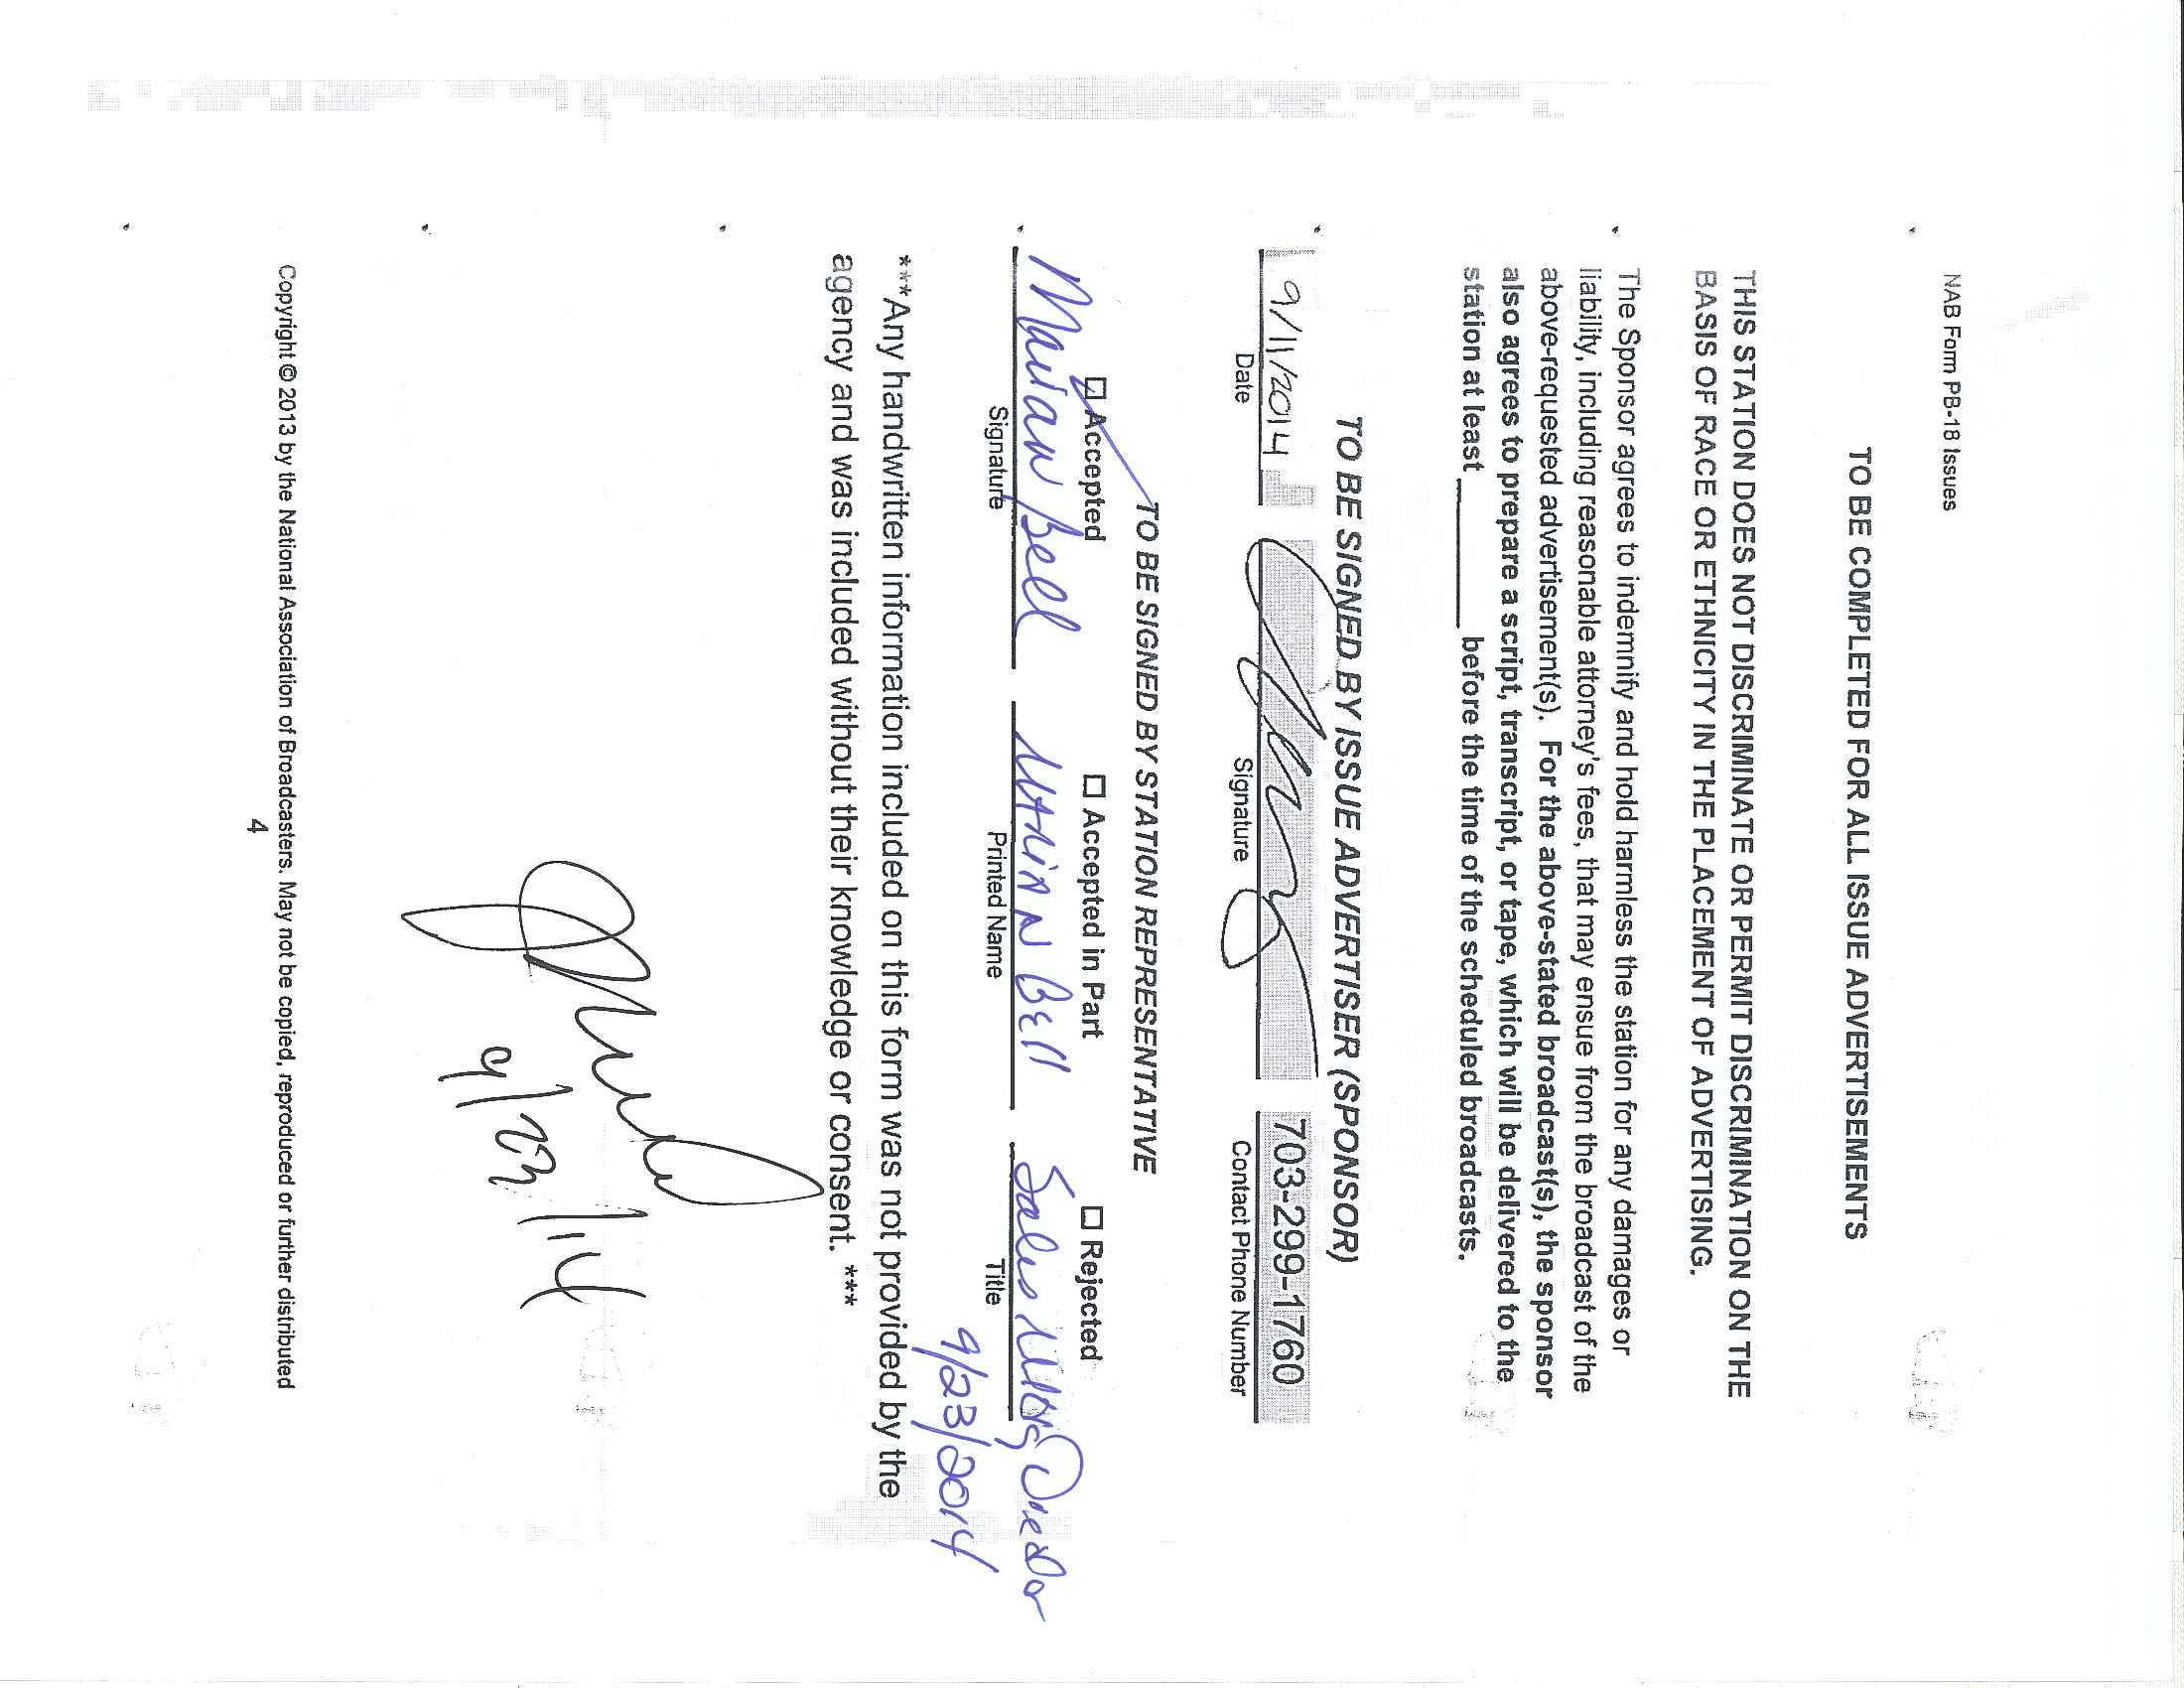 NAB Form PB-18 Issues
TO BE COMPLETED FOR ALL ISSUE ADVERTISEMENTS
THIS STATION DOES NOT DISCRIMINATE OR PERMIT DISCRIMINATION ON THE
BASIS OF RACE OR ETHNICITY IN THE PLACEMENT OF ADVERTISING.
The Sponsor agrees to indemnify and hold harmless the station for any damages or
liability, including reasonable attorney's fees, that may ensue from the broadcast of the
above-requested advertisement(s). For the above-stated broadcast(s), the sponsor
also agrees to prepare a script, transcript, or tape, which will be delivered to the
station at least ______ before the time of the scheduled broadcasts.
TO BE SIGNED BY ISSUE ADVERTISER (SPONSOR)
9/11/2014 703-299-1760
Date Signature Contact Phone Number
TO BE SIGNED BY STATION REPRESENTATIVE
☑ Accepted ☐ Accepted in Part ☐ Rejected
Marian Bell MARIAN BEll Sales
Signature Printed Name Title
9/23/2014
***Any handwritten information included on this form was not provided by the
agency and was included without their knowledge or consent. ***
9/23/14
Copyright © 2013 by the National Association of Broadcasters. May not be copied, reproduced or further distributed
4